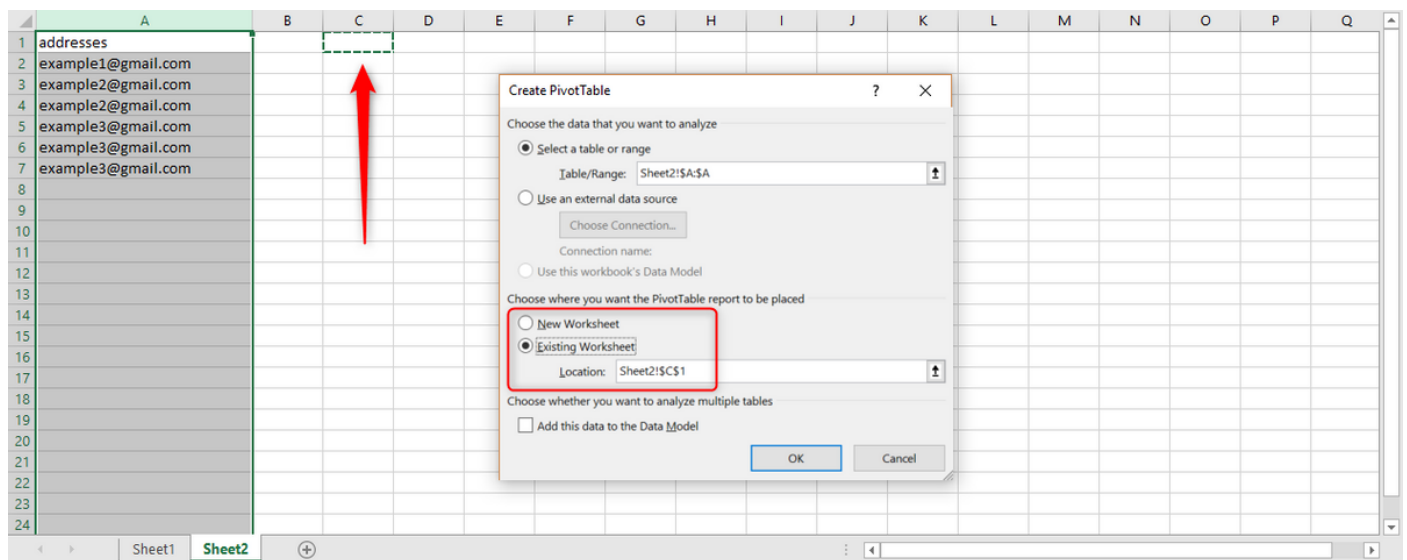 A B C D E F G H I J K L M N O P Q
1 addresses
2 example1@gmail.com
3 example2@gmail.com
4 example2@gmail.com
5 example3@gmail.com
6 example3@gmail.com
7 example3@gmail.com
8
9
10
11
12
13
14
15
16
17
18
19
20
21
22
23
24
Create PivotTable ?
Choose the data that you want to analyze
Select a table or range
Table/Range: Sheet2!$A:$A
Use an external data source
Choose Connection...
Connection name:
Use this workbook's Data Model
Choose where you want the PivotTable report to be placed
New Worksheet
Existing Worksheet
Location: Sheet2!$C$1
Choose whether you want to analyze multiple tables
Add this data to the Data Model
OK Cancel
Sheet1 Sheet2